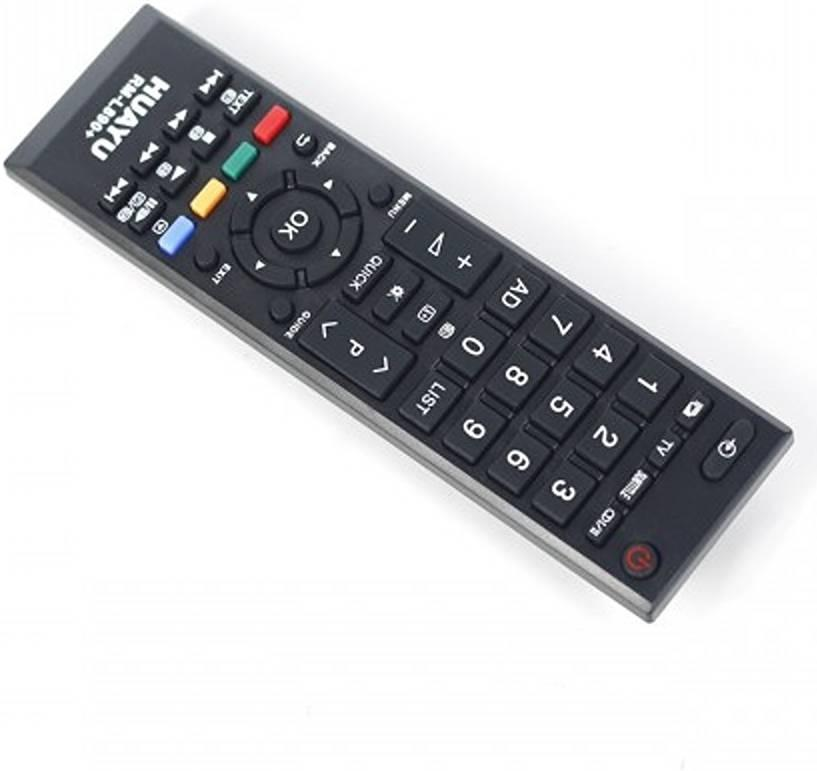 TV
SUBTITLE
1 2 3
4 5 6
7 8 9
AD 0 LIST
+ -
QUICK
P
MENU
GUIDE
OK
BACK
EXIT
TEXT
HUAYU
RM-L890+